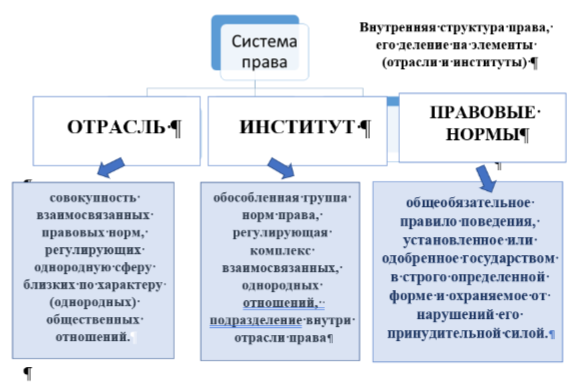 Система
права
Внутренняя·структура·права,·
его·деление·на·элементы·
(отрасли·и·институты)·¶
ОТРАСЛЬ·¶
ИНСТИТУТ·¶
ПРАВОВЫЕ·
НОРМЫ¶
¶
¶
совокупность·
взаимосвязанных·
правовых·норм,·
регулирующих·
однородную·сферу·
близких·по·характеру·
(однородных)·
общественных·
отношений.¶
обособленная·группа·
норм·права,·
регулирующая·
комплекс·
взаимосвязанных,·
однородных·
отношений,··
подразделение·внутри·
отрасли·права¶
общеобязательное·
правило·поведения,·
установленное·или·
одобренное·государством·
в·строго·определенной·
форме·и·охраняемое·от·
нарушений·его·
принудительной·силой.¶
¶